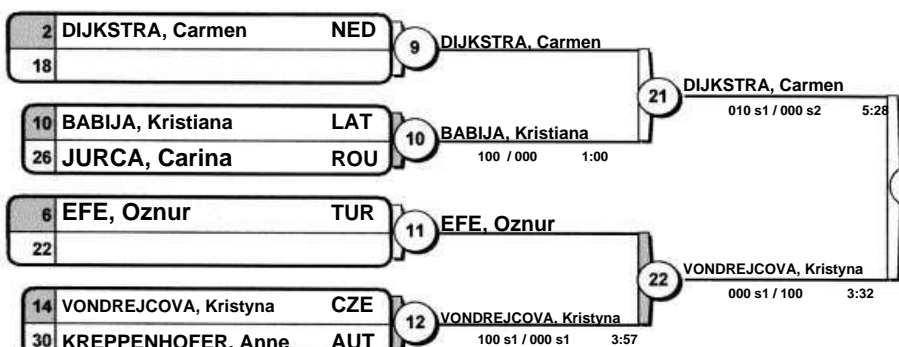 2 DIJKSTRA, Carmen NED
18
9 DIJKSTRA, Carmen
21 DIJKSTRA, Carmen
010 s1 / 000 s2 5:28
10 BABIJA, Kristiana LAT
26 JURCA, Carina ROU
10 BABIJA, Kristiana
100 / 000 1:00
6 EFE, Oznur TUR
22
11 EFE, Oznur
22 VONDREJCOVA, Kristyna
000 s1 / 100 3:32
14 VONDREJCOVA, Kristyna CZE
30 KREPPENHOFER, Anne AUT
12 VONDREJCOVA, Kristyna
100 s1 / 000 s1 3:57